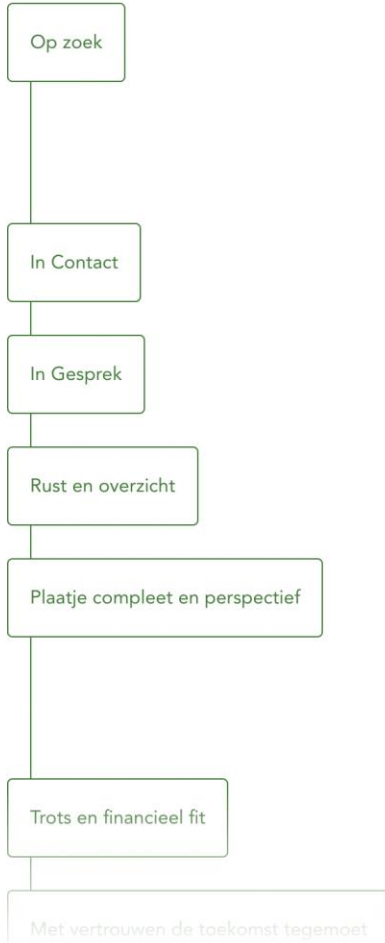 Op zoek
In Contact
In Gesprek
Rust en overzicht
Plaatje compleet en perspectief
Trots en financieel fit
Met vertrouwen de toekomst tegemoet